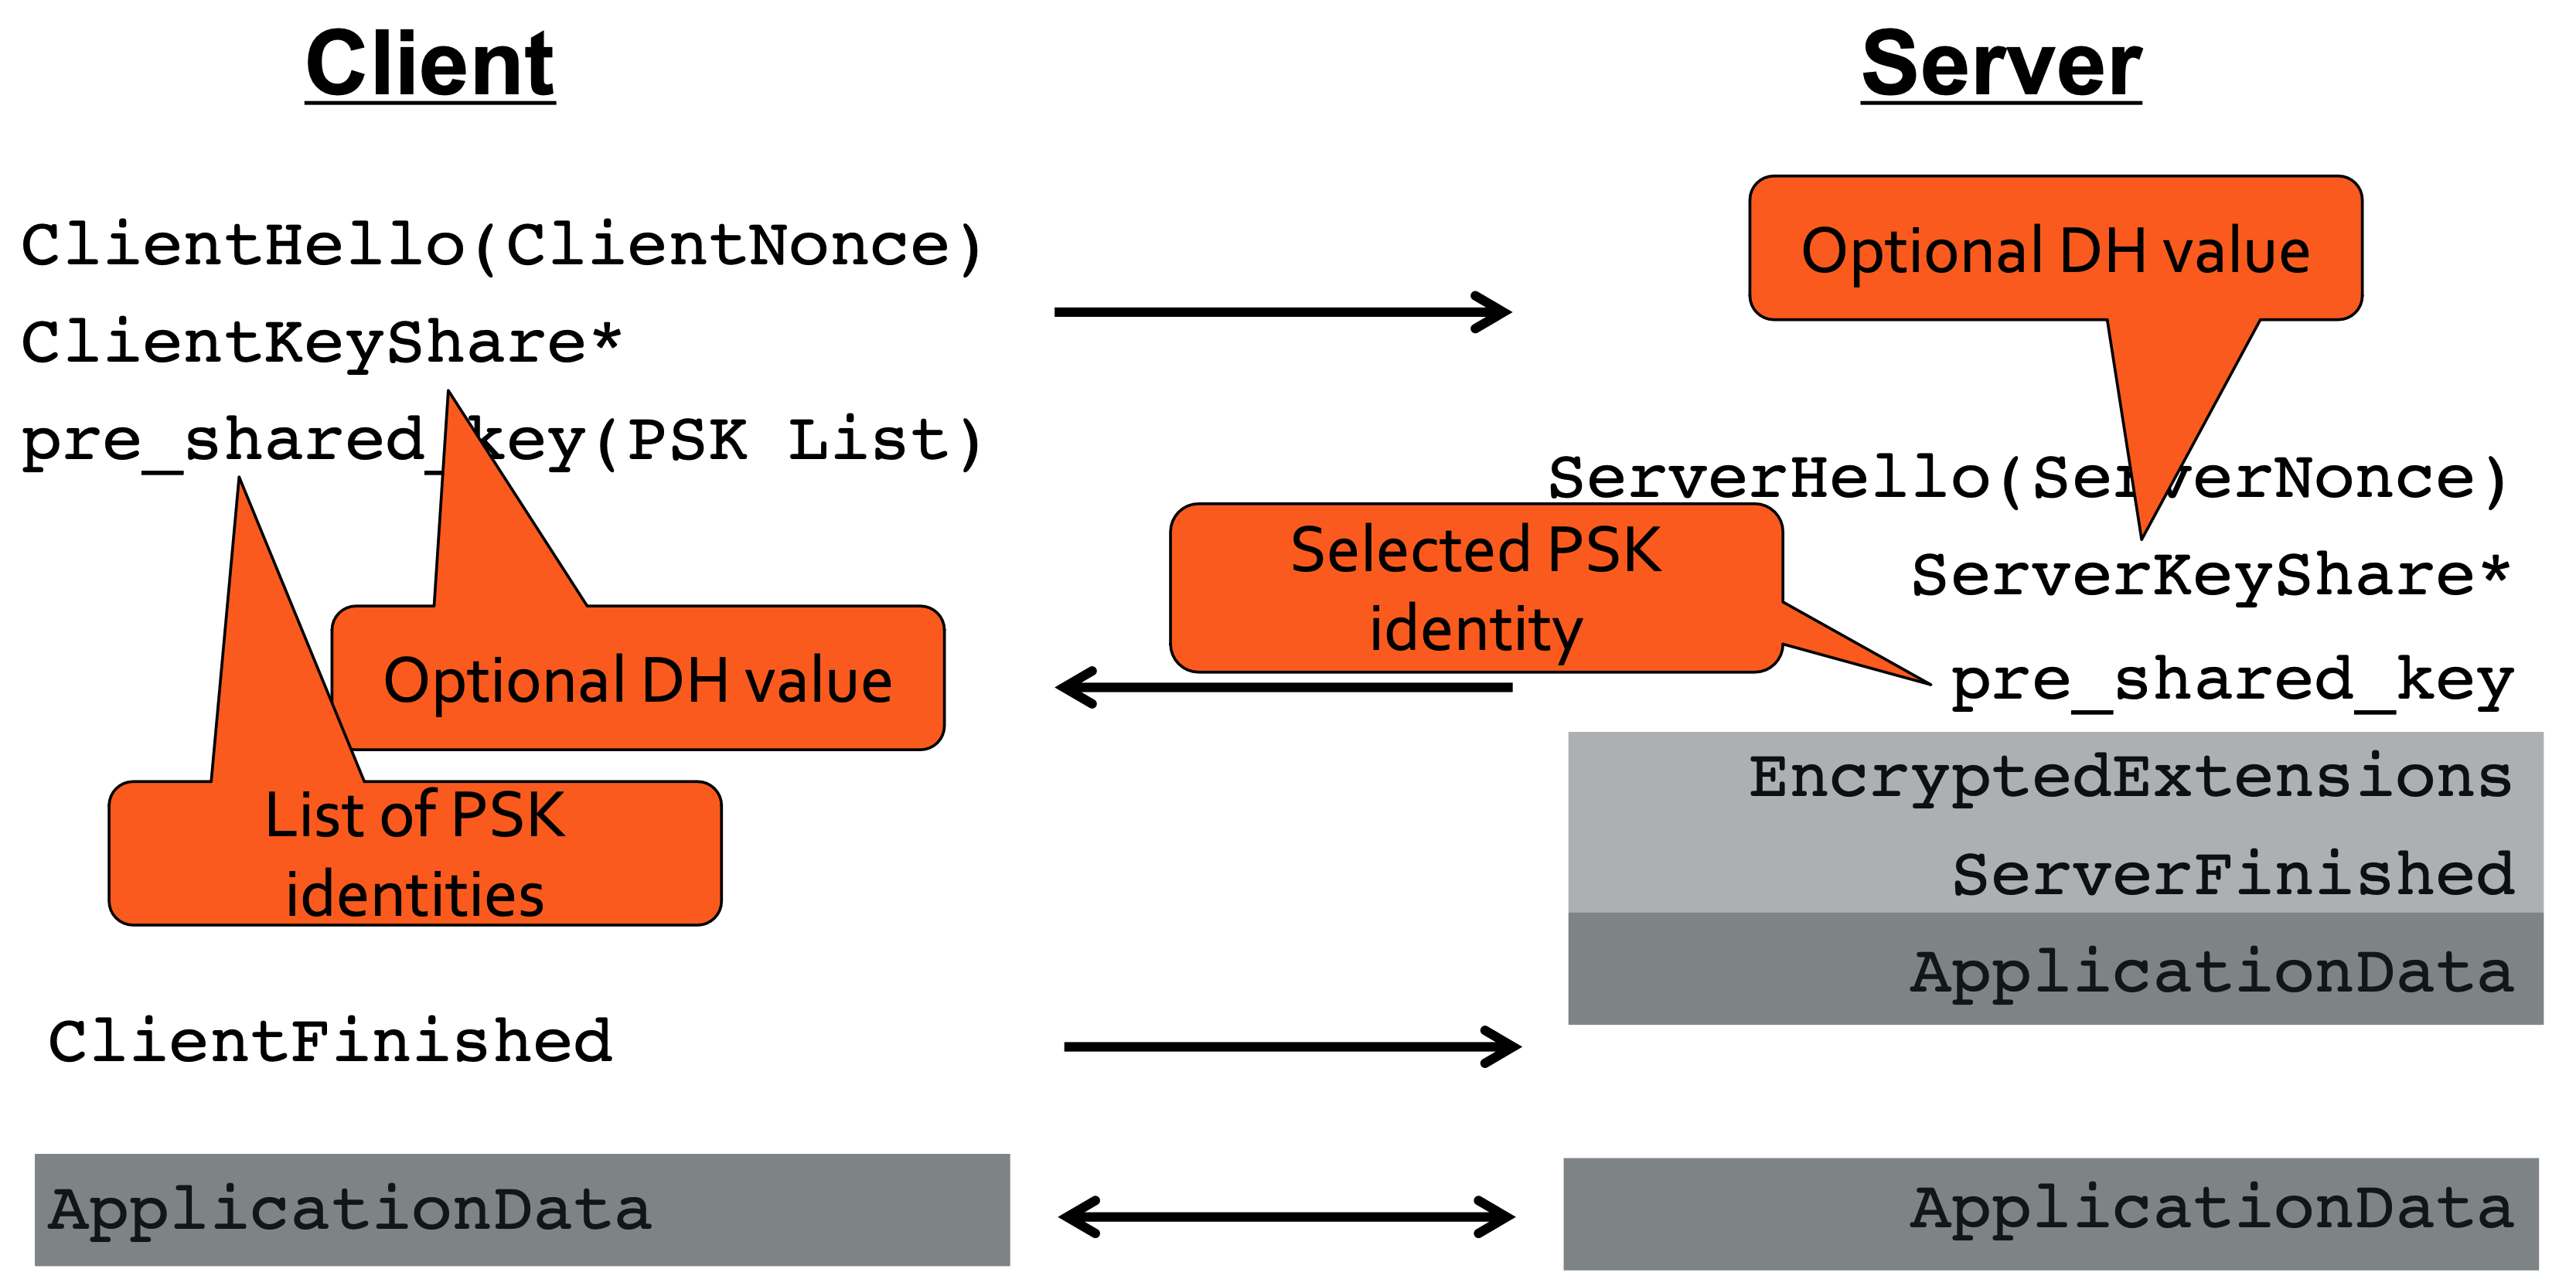 Client
Server
ClientHello(ClientNonce)
ClientKeyShare*
pre_shared_key(PSK List)
Optional DH value
List of PSK
identities
Optional DH value
ServerHello(ServerNonce)
ServerKeyShare*
Selected PSK
identity
pre_shared_key
EncryptedExtensions
ServerFinished
ApplicationData
ClientFinished
ApplicationData
ApplicationData